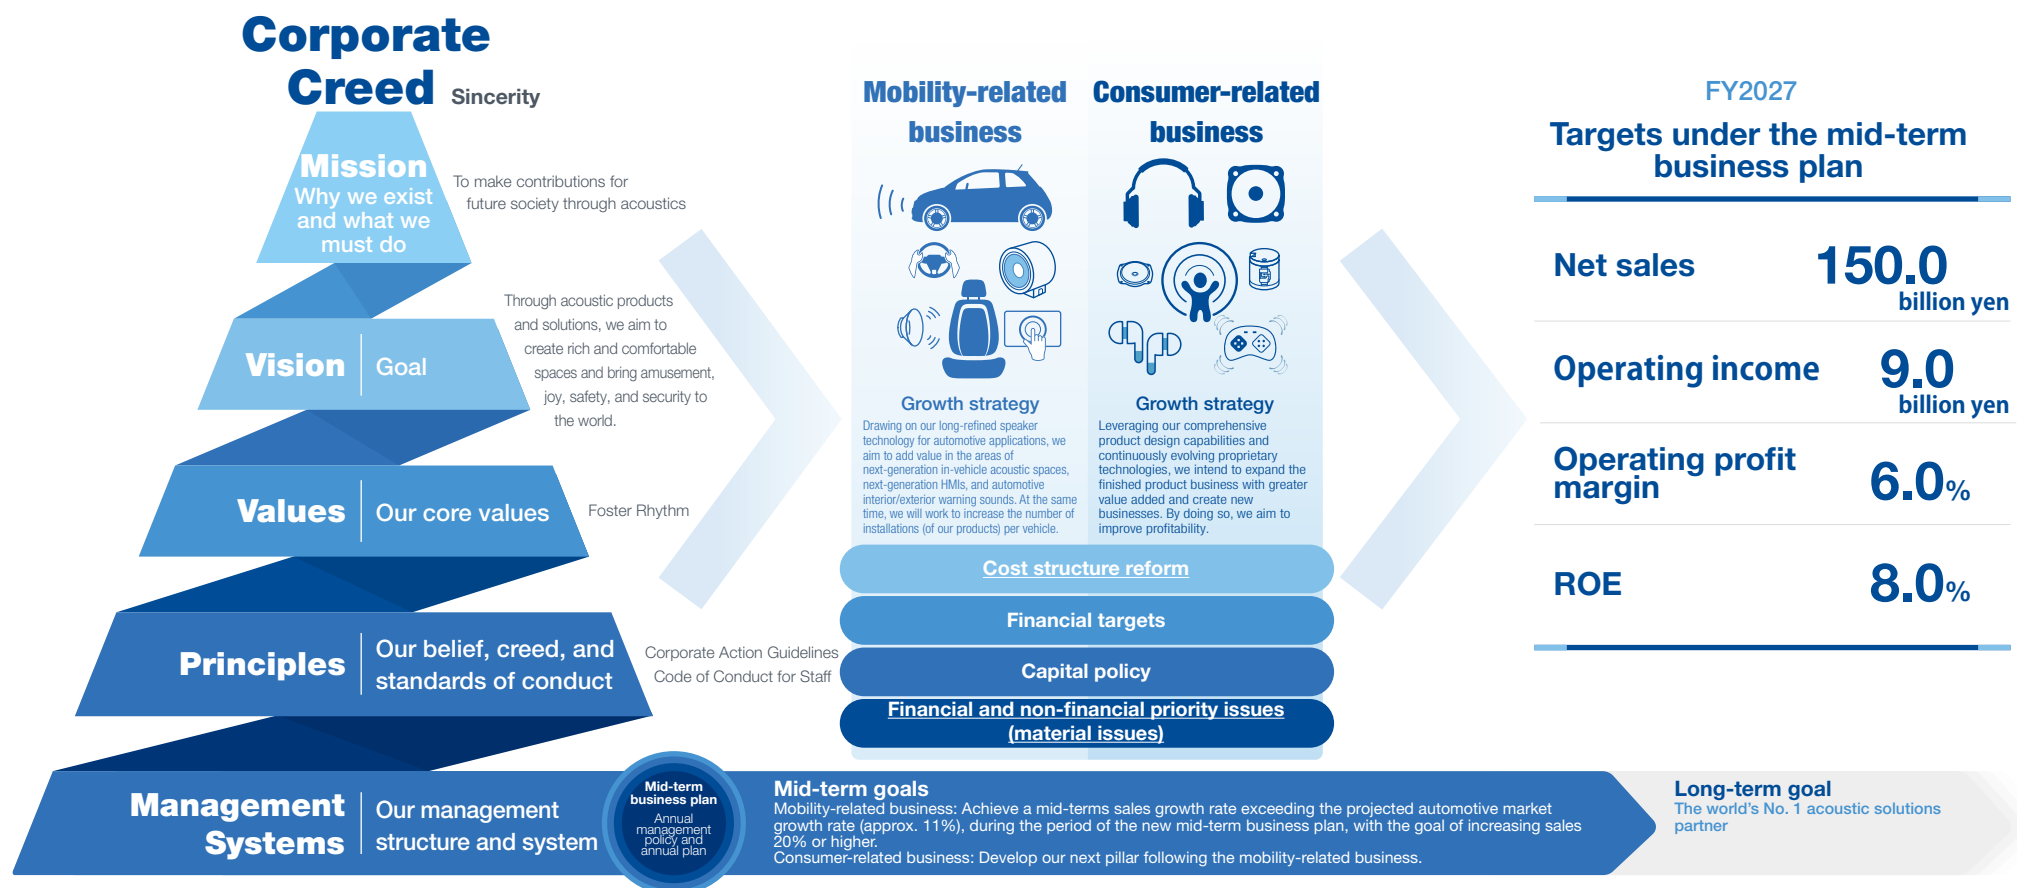 Corporate
Creed Sincerity
Mission
Why we exist
and what we
must do
To make contributions for
future society through acoustics
Vision
Goal
Through acoustic products
and solutions, we aim to
create rich and comfortable
spaces and bring amusement,
joy, safety, and security to
the world.
Values
Our core values
Foster Rhythm
Principles
Our belief, creed, and
standards of conduct
Corporate Action Guidelines
Code of Conduct for Staff
Management
Systems
Our management
structure and system
Mid-term
business plan
Annual
management
policy and
annual plan
Mobility-related
business
Growth strategy
Drawing on our long-refined speaker
technology for automotive applications, we
aim to add value in the areas of
next-generation in-vehicle acoustic spaces,
next-generation HMIs, and automotive
interior/exterior warning sounds. At the same
time, we will work to increase the number of
installations (of our products) per vehicle.
Consumer-related
business
Growth strategy
Leveraging our comprehensive
product design capabilities and
continuously evolving proprietary
technologies, we intend to expand the
finished product business with greater
value added and create new
businesses. By doing so, we aim to
improve profitability.
Cost structure reform
Financial targets
Capital policy
Financial and non-financial priority issues
(material issues)
Mid-term goals
Mobility-related business: Achieve a mid-terms sales growth rate exceeding the projected automotive market
growth rate (approx. 11%), during the period of the new mid-term business plan, with the goal of increasing sales
20% or higher.
Consumer-related business: Develop our next pillar following the mobility-related business.
Long-term goal
The world's No. 1 acoustic solutions
partner
FY2027
Targets under the mid-term
business plan
Net sales
150.0
billion yen
Operating income
9.0
billion yen
Operating profit
margin
6.0%
ROE
8.0%